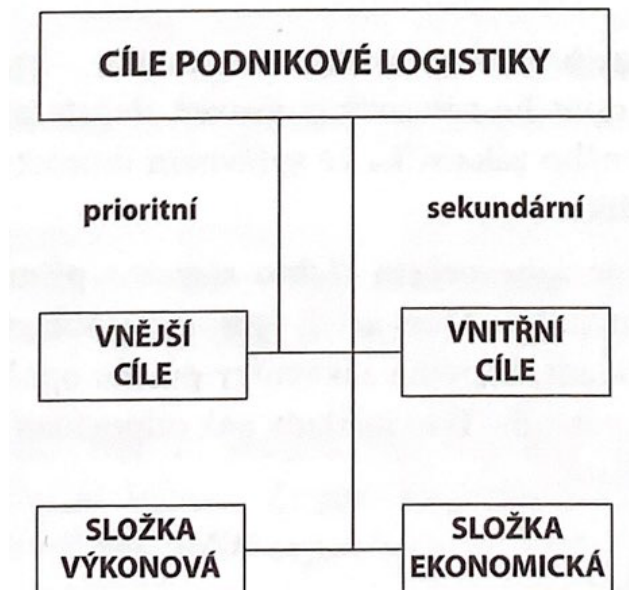 CÍLE PODNIKOVÉ LOGISTIKY
prioritní
sekundární
VNĚJŠÍ
CÍLE
VNITŘNÍ
CÍLE
SLOŽKA
VÝKONOVÁ
SLOŽKA
EKONOMICKÁ